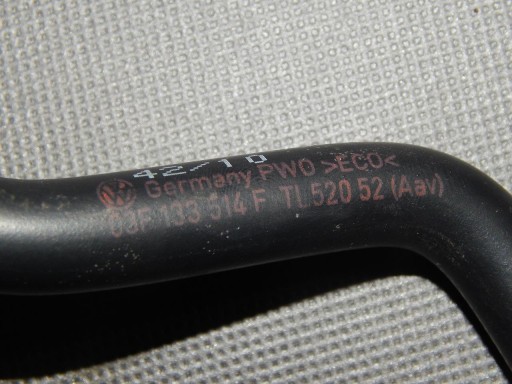 42/10
Germany PWO >ECO<
03F 133 514 F TL 520 52 (Aav)